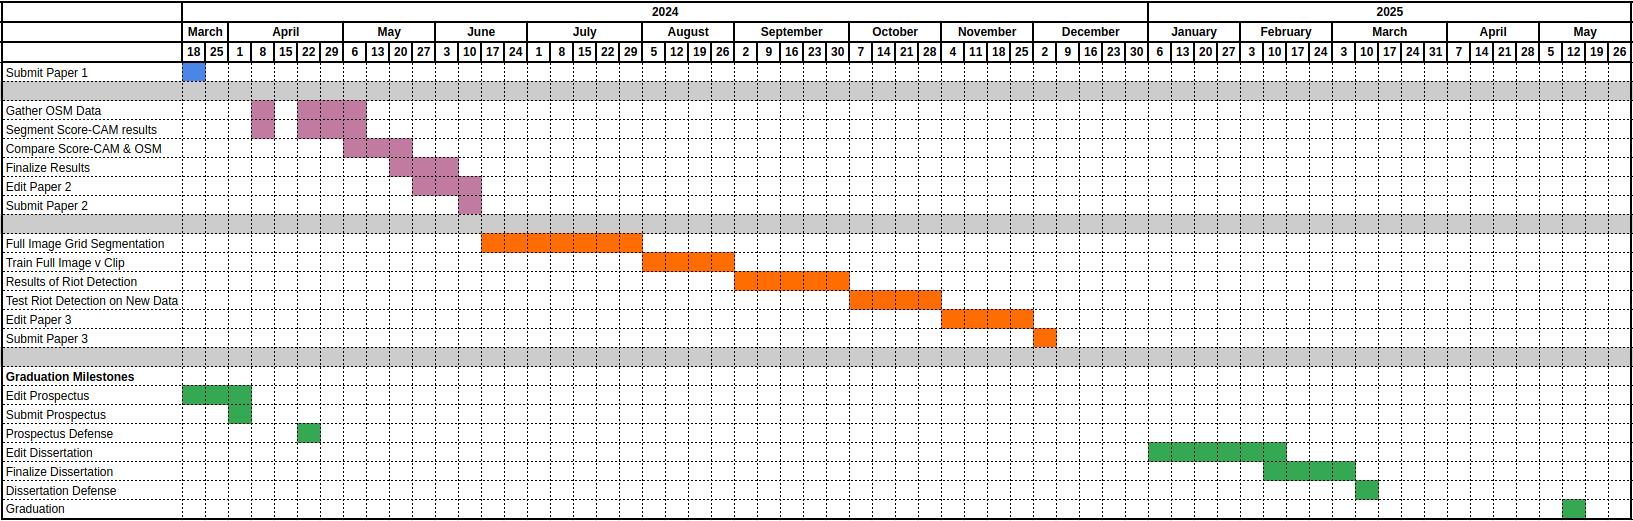 2024 2025
March April May June July August September October November December January February March April May
18 25 1 8 15 22 29 6 13 20 27 3 10 17 24 1 8 15 22 29 5 12 19 26 2 9 16 23 30 7 14 21 28 4 11 18 25 2 9 16 23 30 6 13 20 27 3 10 17 24 3 10 17 24 31 7 14 21 28 5 12 19 26
Submit Paper 1
Gather OSM Data
Segment Score-CAM results
Compare Score-CAM & OSM
Finalize Results
Edit Paper 2
Submit Paper 2
Full Image Grid Segmentation
Train Full Image v Clip
Results of Riot Detection
Test Riot Detection on New Data
Edit Paper 3
Submit Paper 3
Graduation Milestones
Edit Prospectus
Submit Prospectus
Prospectus Defense
Edit Dissertation
Finalize Dissertation
Dissertation Defense
Graduation